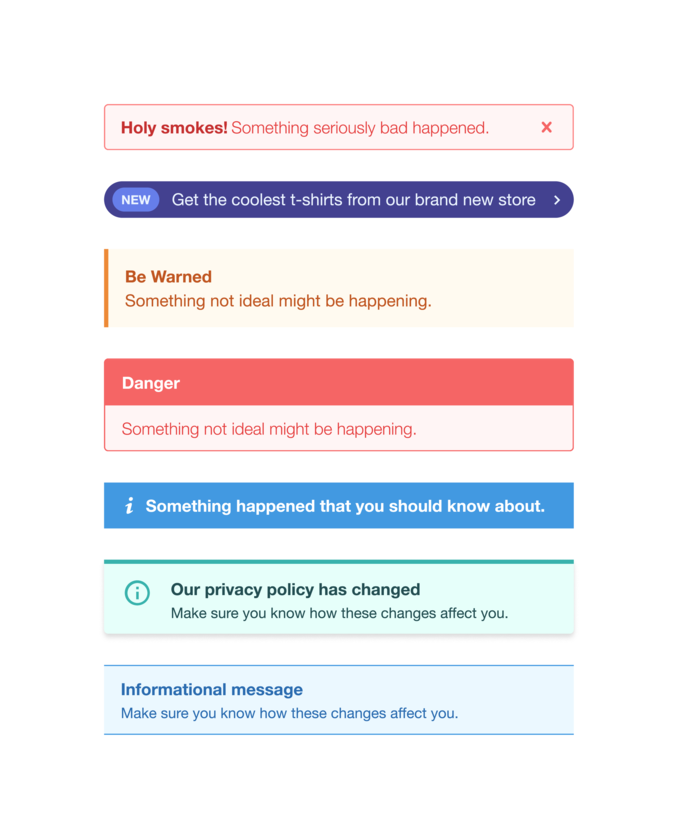 Holy smokes! Something seriously bad happened.
NEW Get the coolest t-shirts from our brand new store
Be Warned
Something not ideal might be happening.
Danger
Something not ideal might be happening.
Something happened that you should know about.
Our privacy policy has changed
Make sure you know how these changes affect you.
Informational message
Make sure you know how these changes affect you.